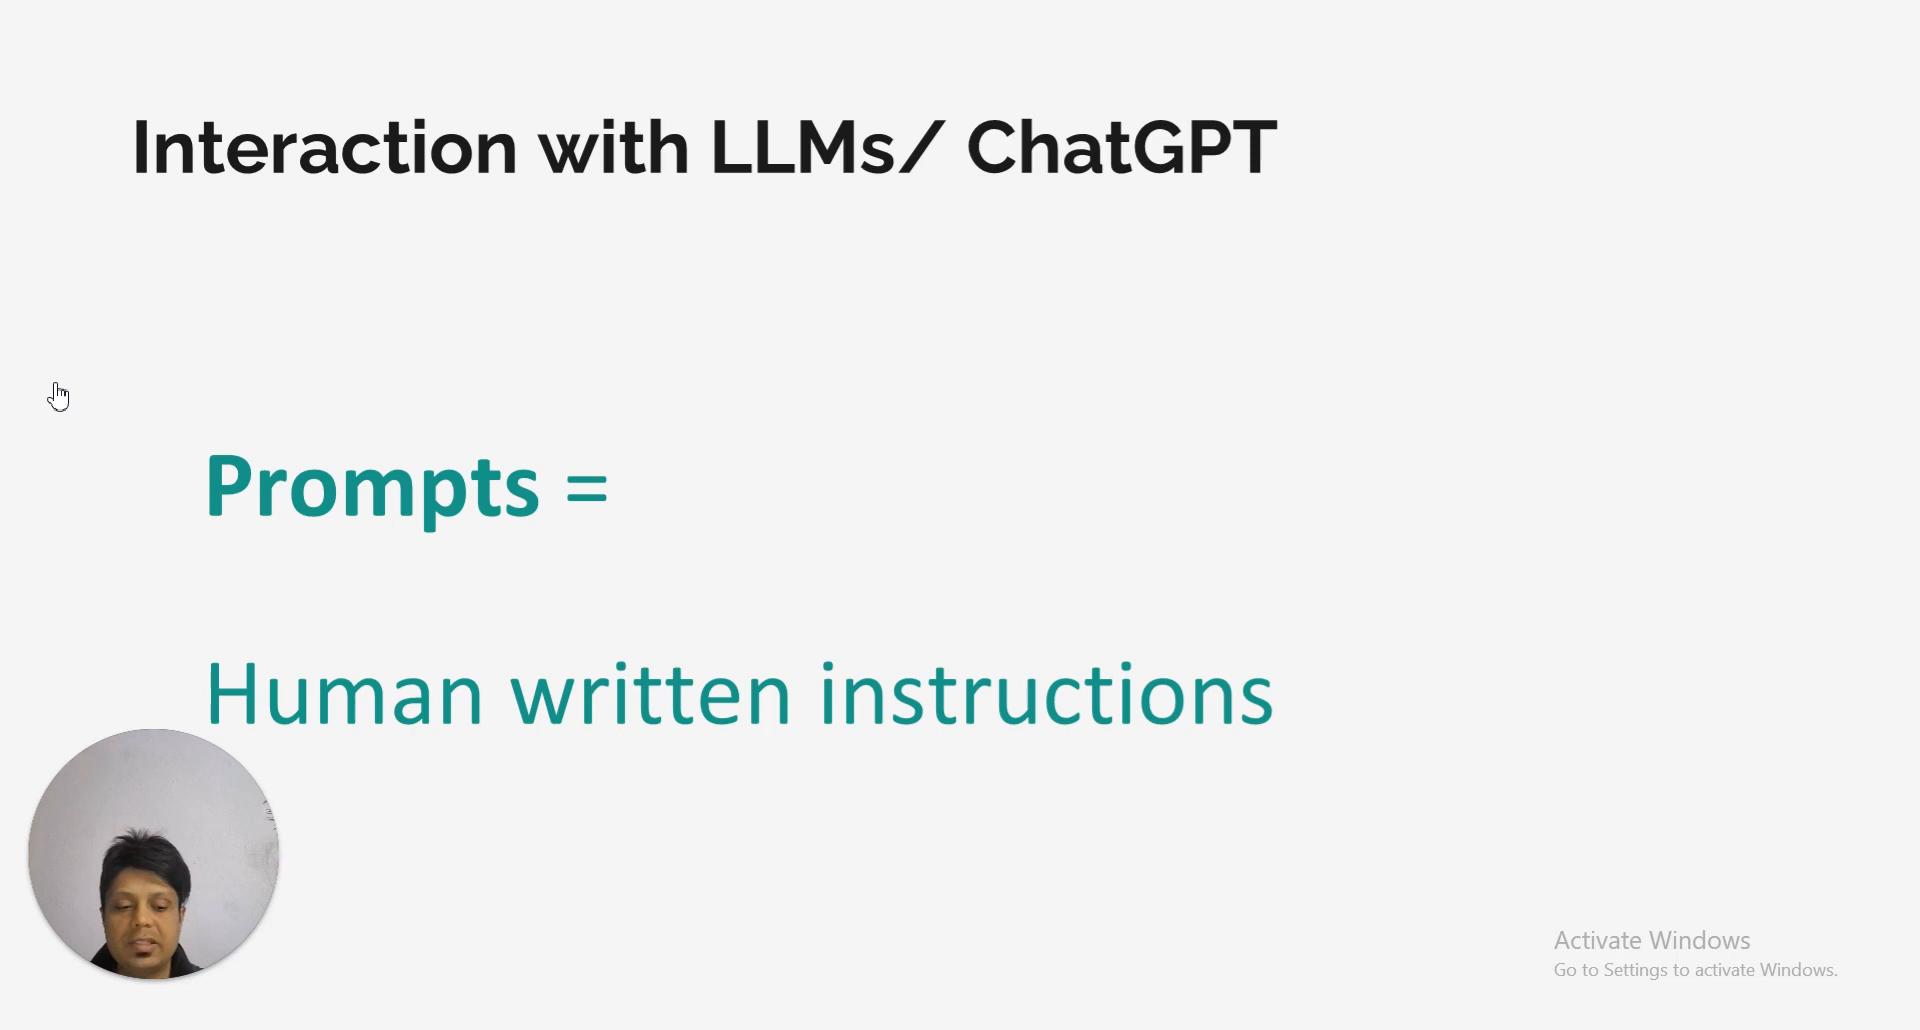 Interaction with LLMs/ ChatGPT
Prompts =
Human written instructions
Activate Windows
Go to Settings to activate Windows.